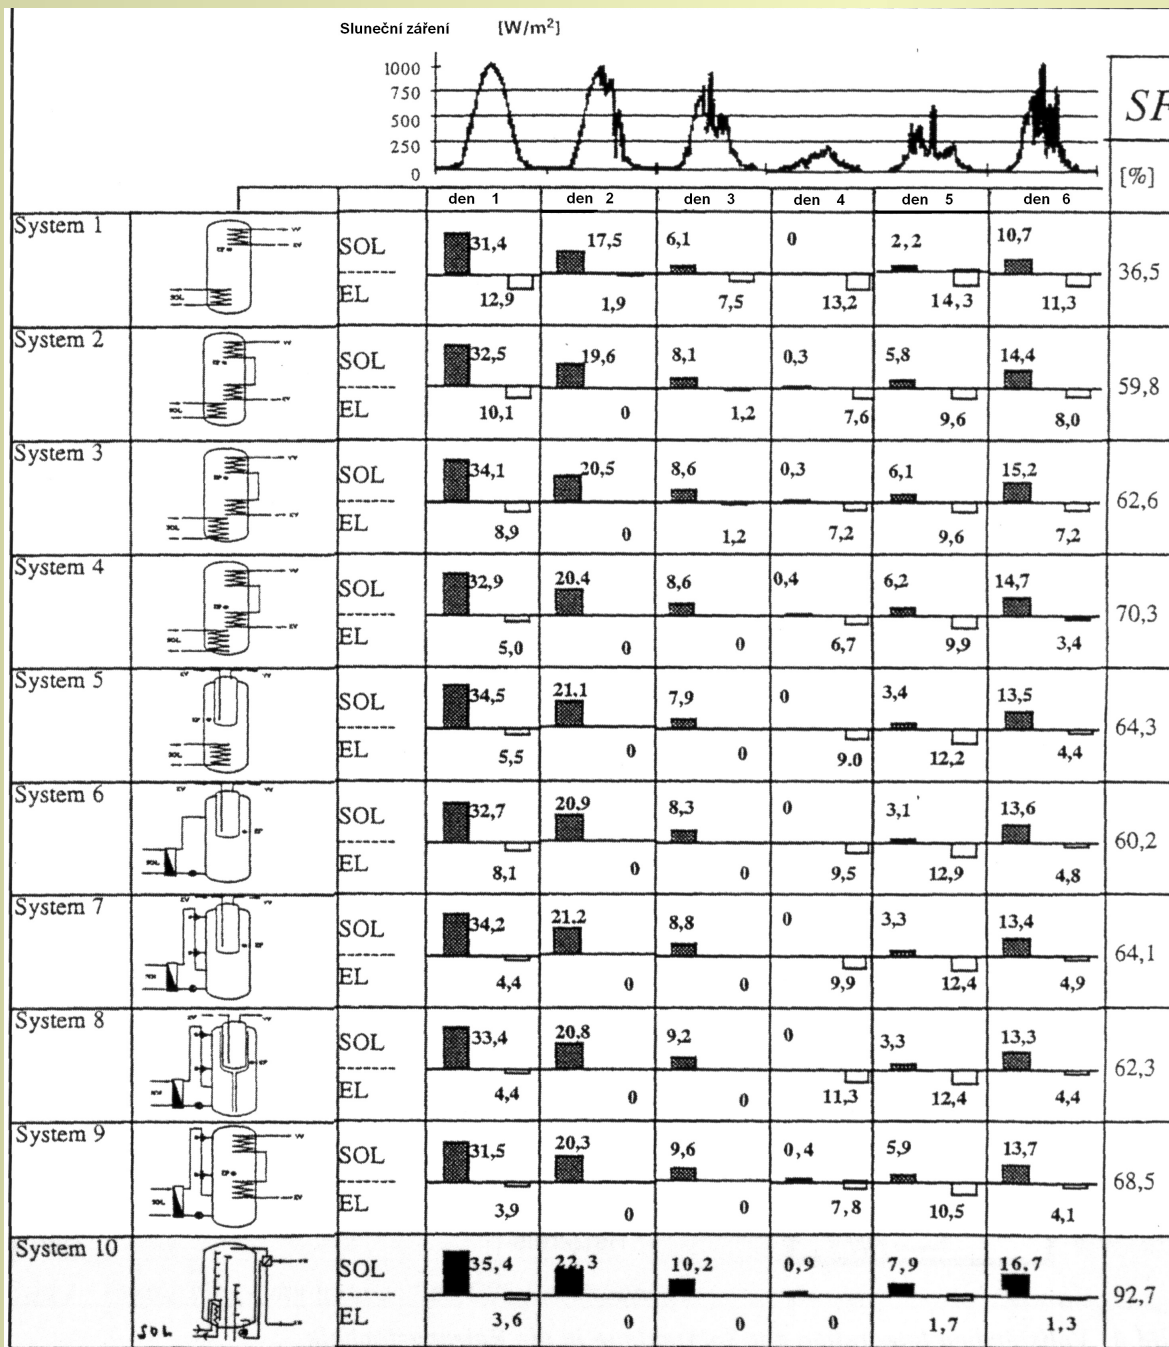 Sluneční záření [W/m²]
1000
750
500
250
0
SF
[%]
den 1 den 2 den 3 den 4 den 5 den 6
System 1
SOL 31,4 17,5 6,1 0 2,2 10,7
EL 12,9 1,9 7,5 13,2 14,3 11,3
36,5
SOL
System 2
SOL 32,5 19,6 8,1 0,3 5,8 14,4
EL 10,1 0 1,2 7,6 9,6 8,0
59,8
SOL
System 3
SOL 34,1 20,5 8,6 0,3 6,1 15,2
EL 8,9 0 1,2 7,2 9,6 7,2
62,6
SOL
System 4
SOL 32,9 20.4 8,6 0,4 6,2 14,7
EL 5,0 0 0 6,7 9,9 3,4
70,3
SOL
System 5
SOL 34,5 21.1 7,9 0 3,4 13,5
EL 5,5 0 0 9.0 12,2 4,4
64,3
SOL
System 6
SOL 32,7 20.9 8,3 0 3,1 13,6
EL 8,1 0 0 9,5 12,9 4,8
60,2
SOL
System 7
SOL 34,2 21.2 8,8 0 3,3 13,4
EL 4,4 0 0 9,9 12,4 4,9
64,1
System 8
SOL 33,4 20.8 9,2 0 3,3 13,3
EL 4,4 0 0 11,3 12,4 4,4
62,3
System 9
SOL 31,5 20,3 9,6 0,4 5,9 13,7
EL 3,9 0 0 7,8 10,5 4,1
68,5
SOL
System 10
SOL 35,4 22,3 10,2 0,9 7,9 16,7
EL 3,6 0 0 0 1,7 1,3
92,7
SOL